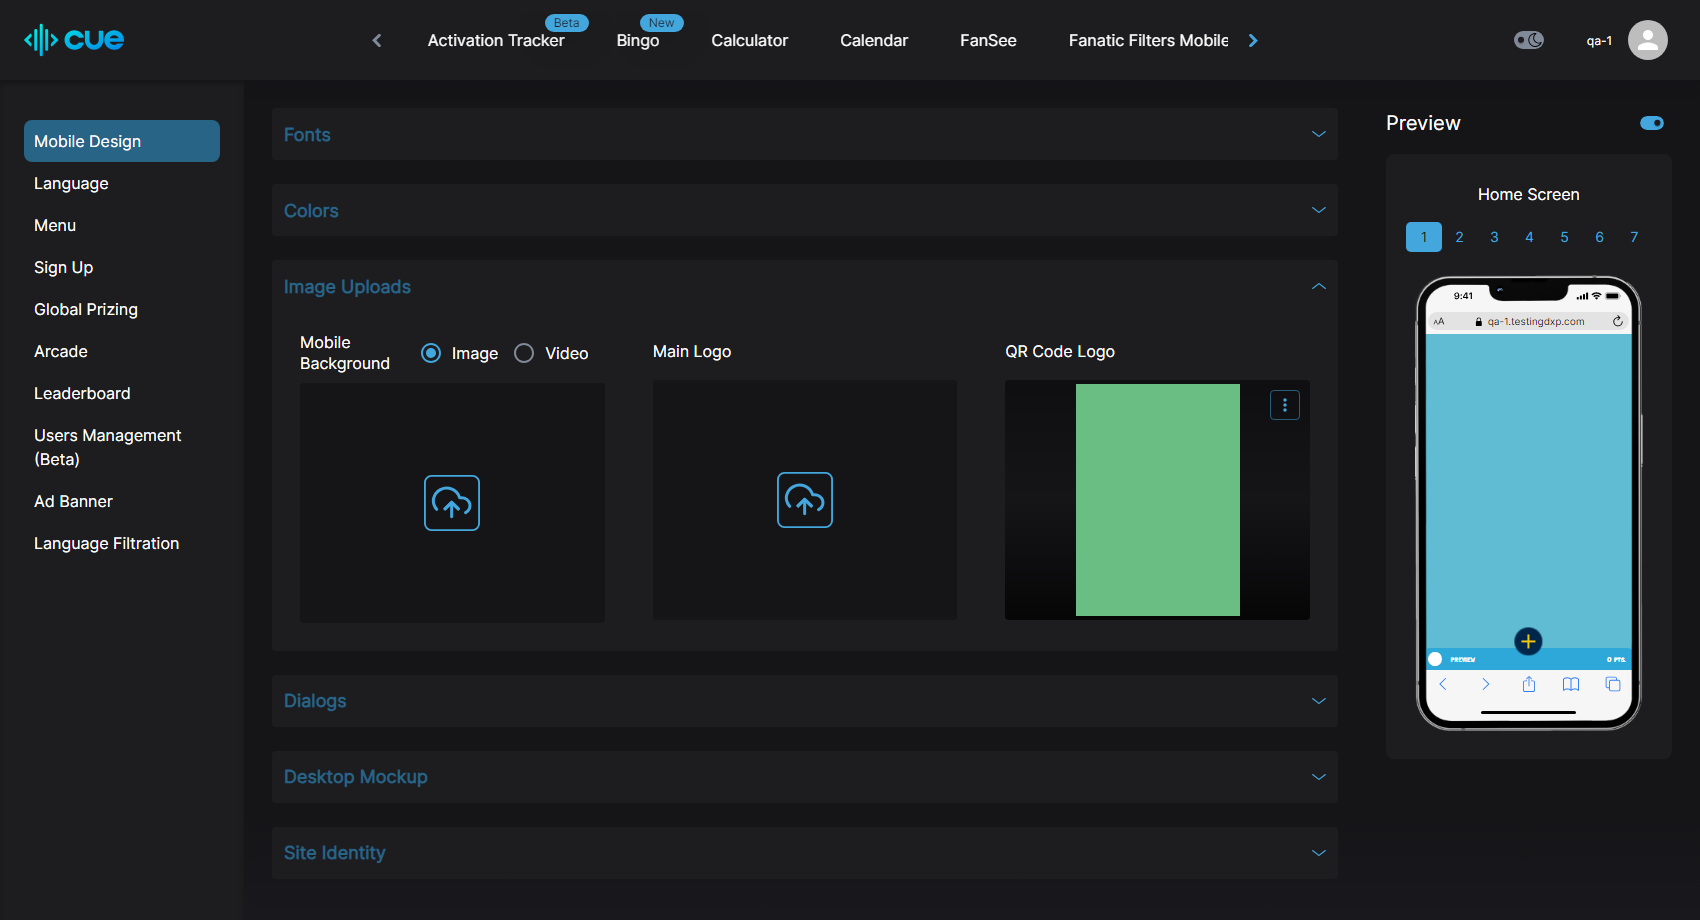 cue
Activation Tracker
Beta
Bingo
New
Calculator
Calendar
FanSee
Fanatic Filters Mobile
qa-1
Mobile Design
Language
Menu
Sign Up
Global Prizing
Arcade
Leaderboard
Users Management
(Beta)
Ad Banner
Language Filtration
Fonts
Colors
Image Uploads
Mobile
Background
Image
Video
Main Logo
QR Code Logo
Dialogs
Desktop Mockup
Site Identity
Preview
Home Screen
1 2 3 4 5 6 7
9:41
AA qa-1.testingdxp.com
PREVIEW
0 PTS.